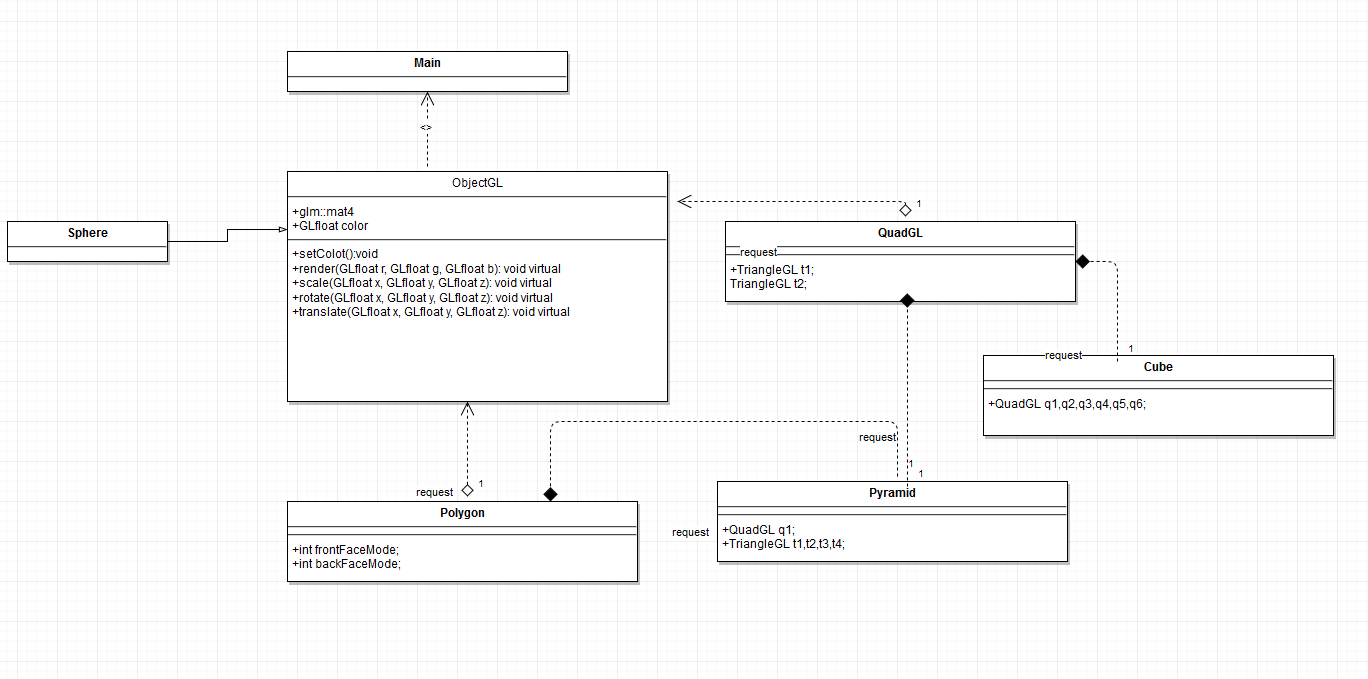 Main
<>
ObjectGL
+glm::mat4
+GLfloat color
+setColot():void
+render(GLfloat r, GLfloat g, GLfloat b): void virtual
+scale(GLfloat x, GLfloat y, GLfloat z): void virtual
+rotate(GLfloat x, GLfloat y, GLfloat z): void virtual
+translate(GLfloat x, GLfloat y, GLfloat z): void virtual
Sphere
1
QuadGL
request
+TriangleGL t1;
TriangleGL t2;
1
request
Cube
+QuadGL q1,q2,q3,q4,q5,q6;
request
1
1
Pyramid
request
+QuadGL q1;
+TriangleGL t1,t2,t3,t4;
request
1
Polygon
+int frontFaceMode;
+int backFaceMode;